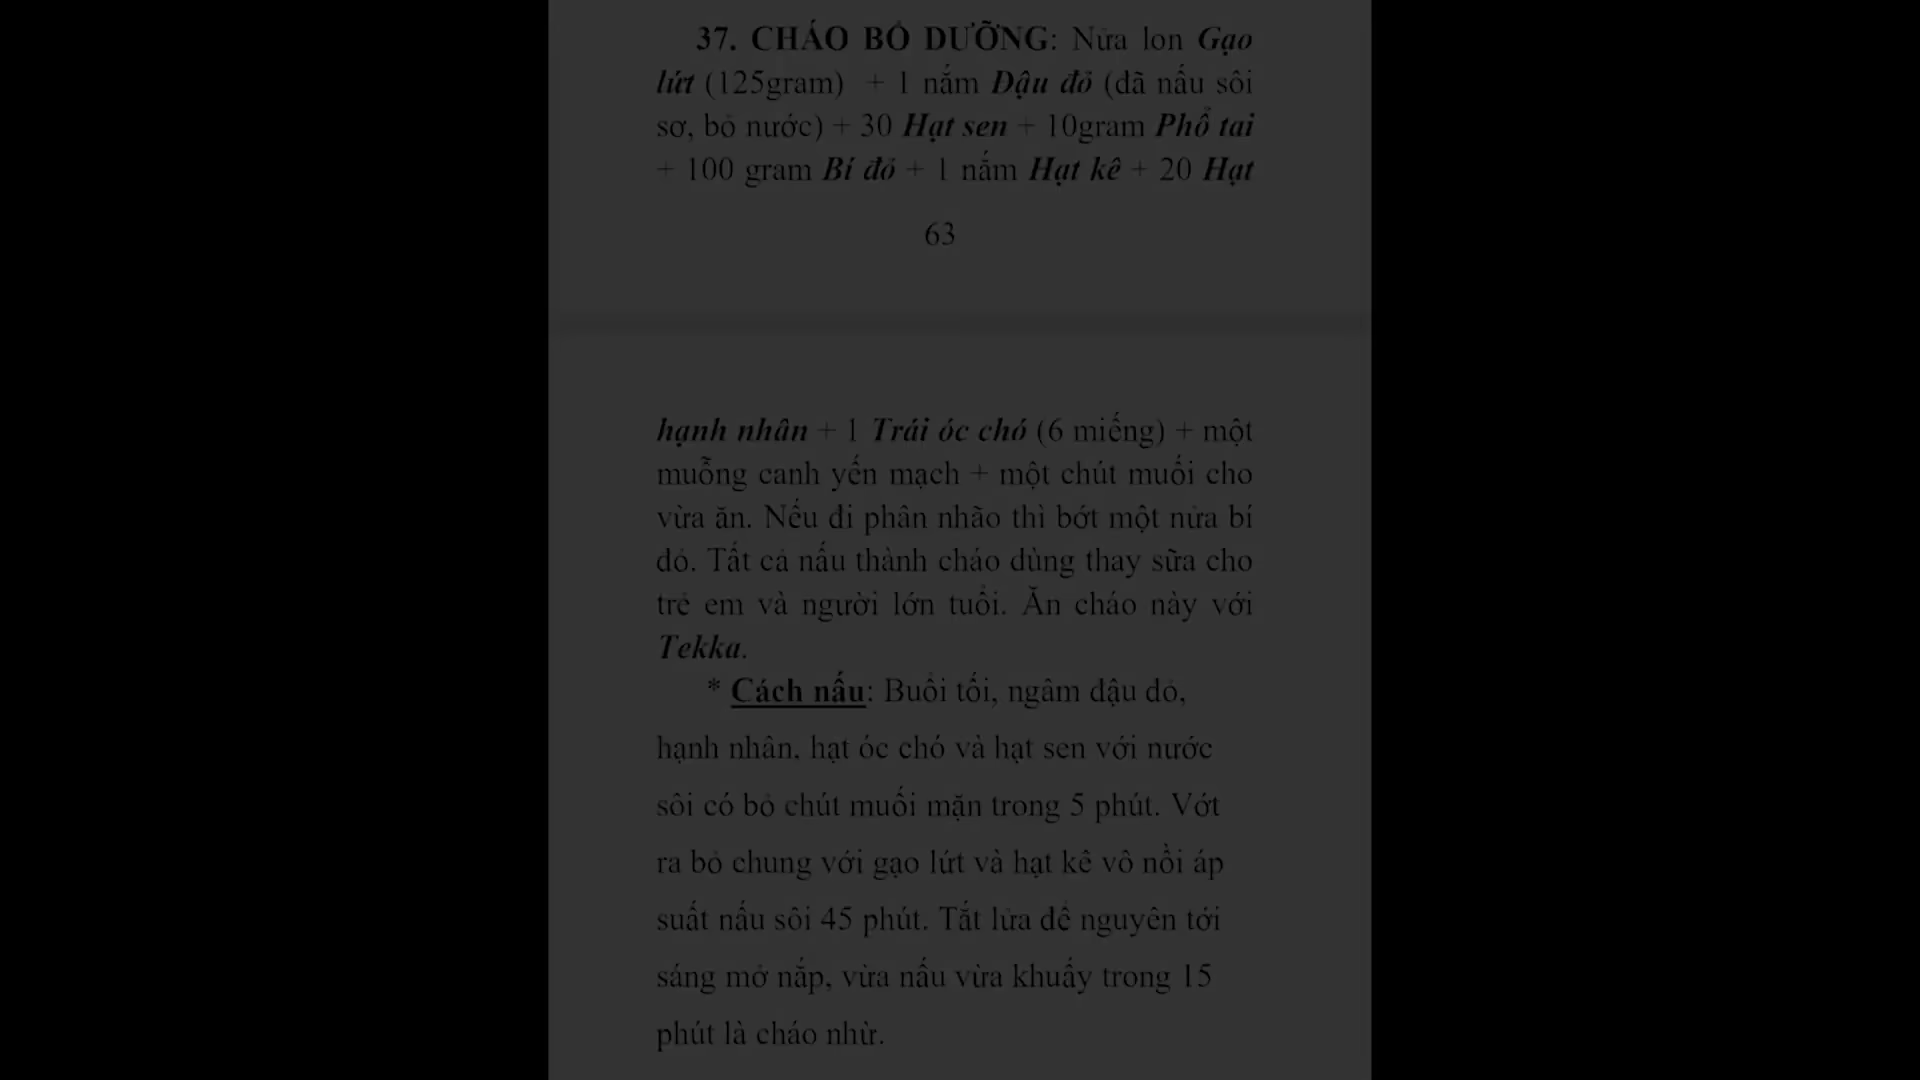 37. CHÁO BỔ DƯỠNG: Nửa lon Gạo
lứt (125gram) + 1 nắm Đậu đỏ (đã nấu sôi
sơ, bỏ nước) + 30 Hạt sen + 10gram Phổ tai
+ 100 gram Bí đỏ + 1 nắm Hạt kê + 20 Hạt
63
hạnh nhân + 1 Trái óc chó (6 miếng) + một
muỗng canh yến mạch + một chút muối cho
vừa ăn. Nếu đi phân nhão thì bớt một nửa bí
đỏ. Tất cả nấu thành cháo dùng thay sữa cho
trẻ em và người lớn tuổi. Ăn cháo này với
Tekka.
* Cách nấu: Buổi tối, ngâm đậu đỏ,
hạnh nhân. hạt óc chó và hạt sen với nước
sôi có bỏ chút muối mặn trong 5 phút. Vớt
ra bỏ chung với gạo lứt và hạt kê vô nồi áp
suất nấu sôi 45 phút. Tắt lửa để nguyên tới
sáng mở nắp, vừa nấu vừa khuấy trong 15
phút là cháo nhừ.